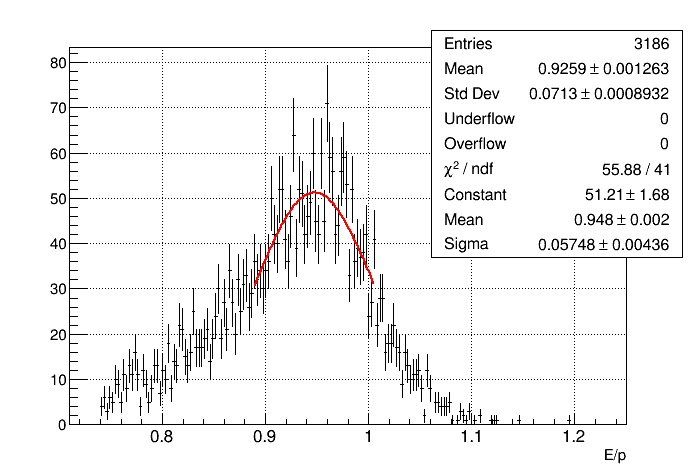 Entries 3186
Mean 0.9259 ± 0.001263
Std Dev 0.0713 ± 0.0008932
Underflow 0
Overflow 0
χ² / ndf 55.88 / 41
Constant 51.21 ± 1.68
Mean 0.948 ± 0.002
Sigma 0.05748 ± 0.00436
80
70
60
50
40
30
20
10
0
0.8 0.9 1 1.1 1.2
E/p